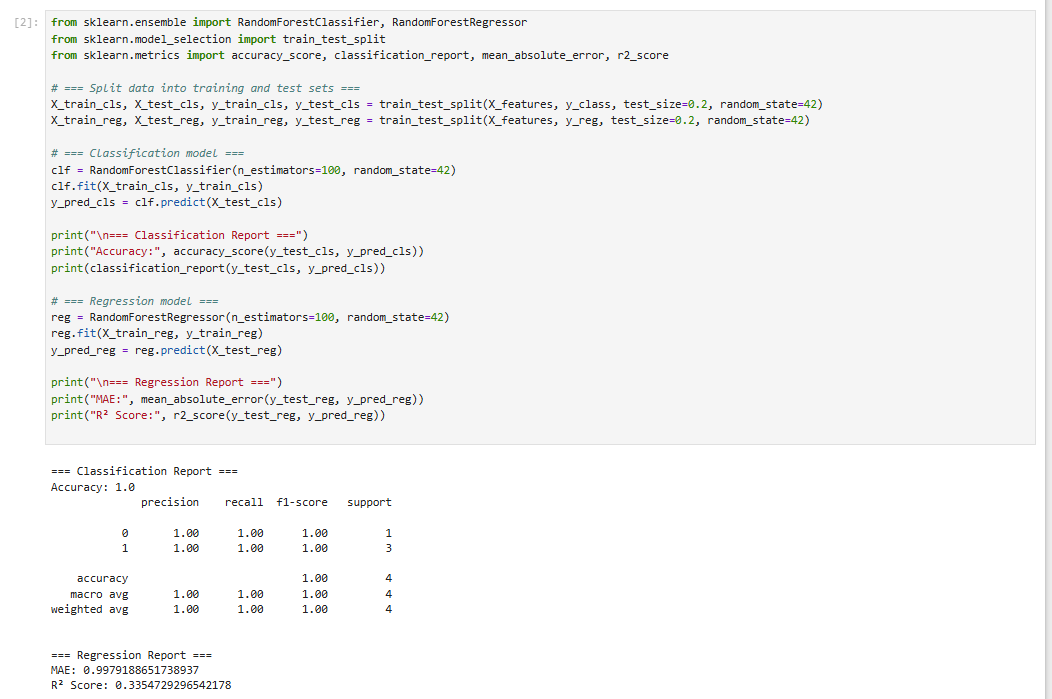 [2]: from sklearn.ensemble import RandomForestClassifier, RandomForestRegressor
from sklearn.model_selection import train_test_split
from sklearn.metrics import accuracy_score, classification_report, mean_absolute_error, r2_score
# === Split data into training and test sets ===
X_train_cls, X_test_cls, y_train_cls, y_test_cls = train_test_split(X_features, y_class, test_size=0.2, random_state=42)
X_train_reg, X_test_reg, y_train_reg, y_test_reg = train_test_split(X_features, y_reg, test_size=0.2, random_state=42)
# === Classification model ===
clf = RandomForestClassifier(n_estimators=100, random_state=42)
clf.fit(X_train_cls, y_train_cls)
y_pred_cls = clf.predict(X_test_cls)
print("\n=== Classification Report ===")
print("Accuracy:", accuracy_score(y_test_cls, y_pred_cls))
print(classification_report(y_test_cls, y_pred_cls))
# === Regression model ===
reg = RandomForestRegressor(n_estimators=100, random_state=42)
reg.fit(X_train_reg, y_train_reg)
y_pred_reg = reg.predict(X_test_reg)
print("\n=== Regression Report ===")
print("MAE:", mean_absolute_error(y_test_reg, y_pred_reg))
print("R² Score:", r2_score(y_test_reg, y_pred_reg))
=== Classification Report ===
Accuracy: 1.0
precision recall f1-score support
0 1.00 1.00 1.00 1
1 1.00 1.00 1.00 3
accuracy 1.00 4
macro avg 1.00 1.00 1.00 4
weighted avg 1.00 1.00 1.00 4
=== Regression Report ===
MAE: 0.9979188651738937
R² Score: 0.3354729296542178